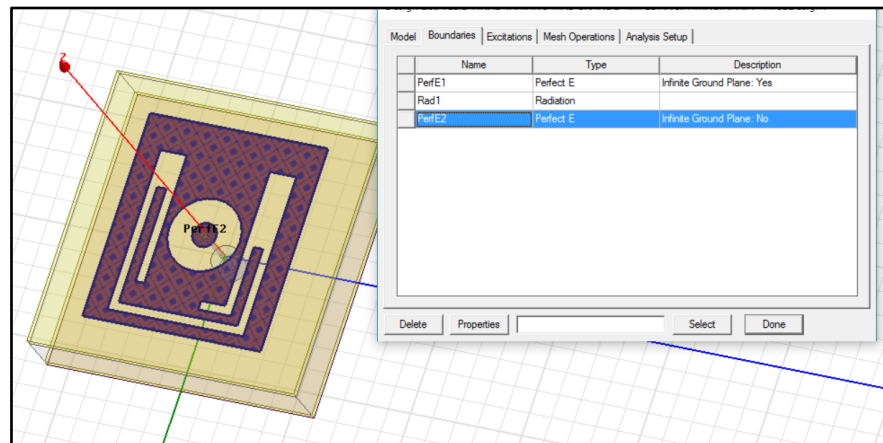 Model Boundaries Excitations Mesh Operations Analysis Setup
Name Type Description
PerfE1 Perfect E Infinite Ground Plane: Yes
Rad1 Radiation
PerfE2 Perfect E Infinite Ground Plane: No
Delete Properties Select Done
Z
PerfE2